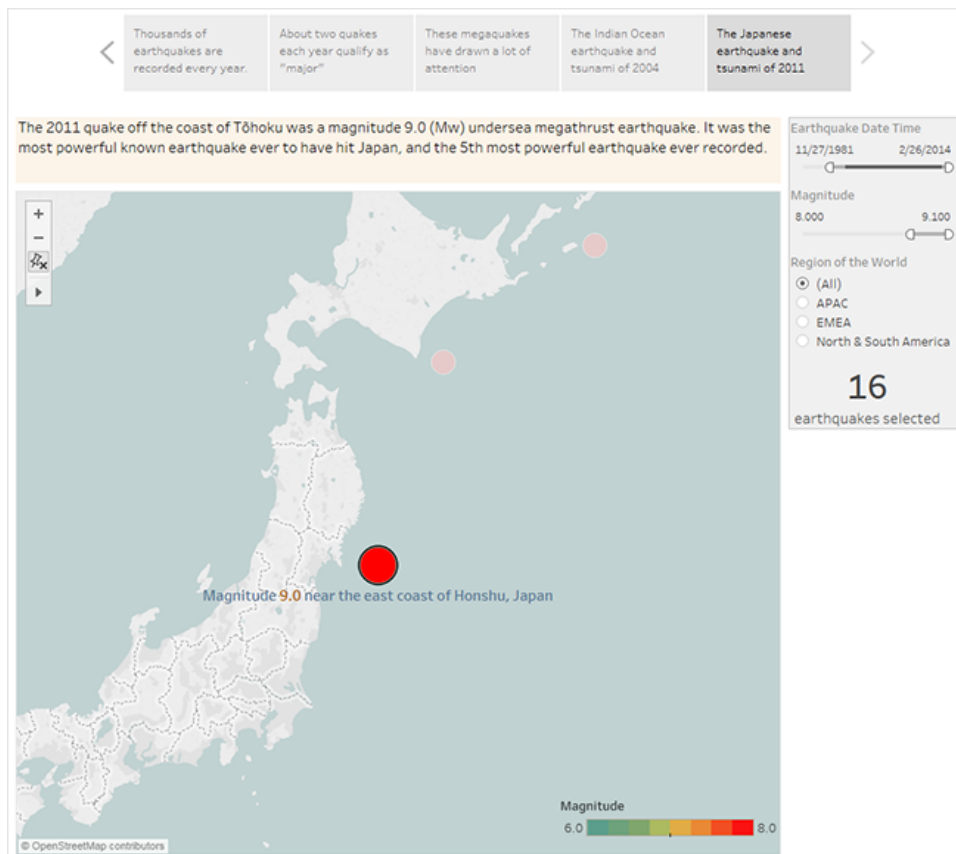 Thousands of
earthquakes are
recorded every year.
About two quakes
each year qualify as
"major"
These megaquakes
have drawn a lot of
attention
The Indian Ocean
earthquake and
tsunami of 2004
The Japanese
earthquake and
tsunami of 2011
The 2011 quake off the coast of Tōhoku was a magnitude 9.0 (Mw) undersea megathrust earthquake. It was the
most powerful known earthquake ever to have hit Japan, and the 5th most powerful earthquake ever recorded.
Earthquake Date Time
11/27/1981 2/26/2014
Magnitude
8.000 9.100
Region of the World
(All)
APAC
EMEA
North & South America
16
earthquakes selected
Magnitude 9.0 near the east coast of Honshu, Japan
Magnitude
6.0 8.0
© OpenStreetMap contributors